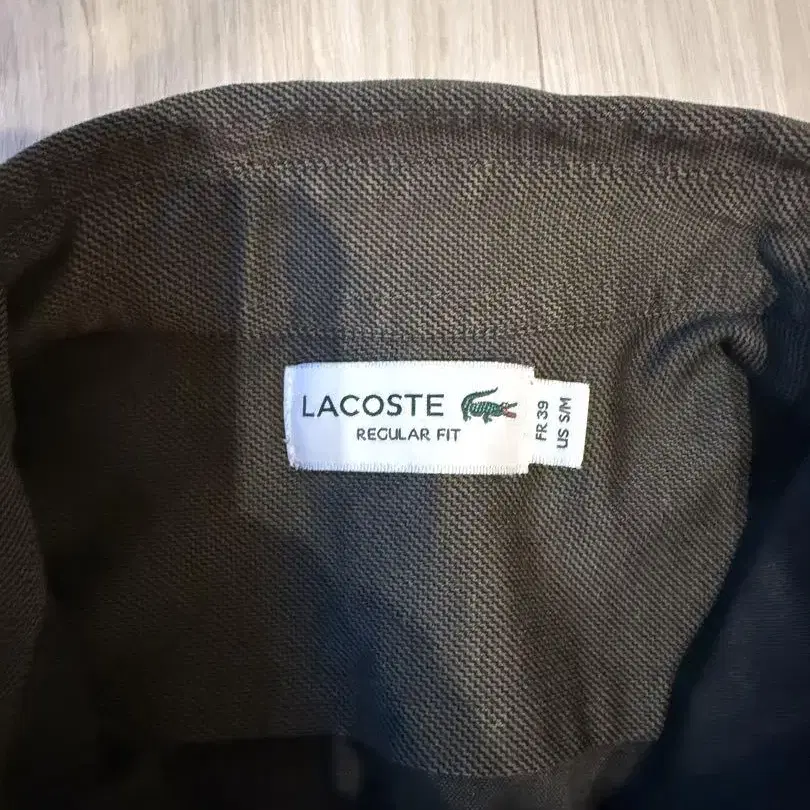 LACOSTE
REGULAR FIT
FR 39
US S/M